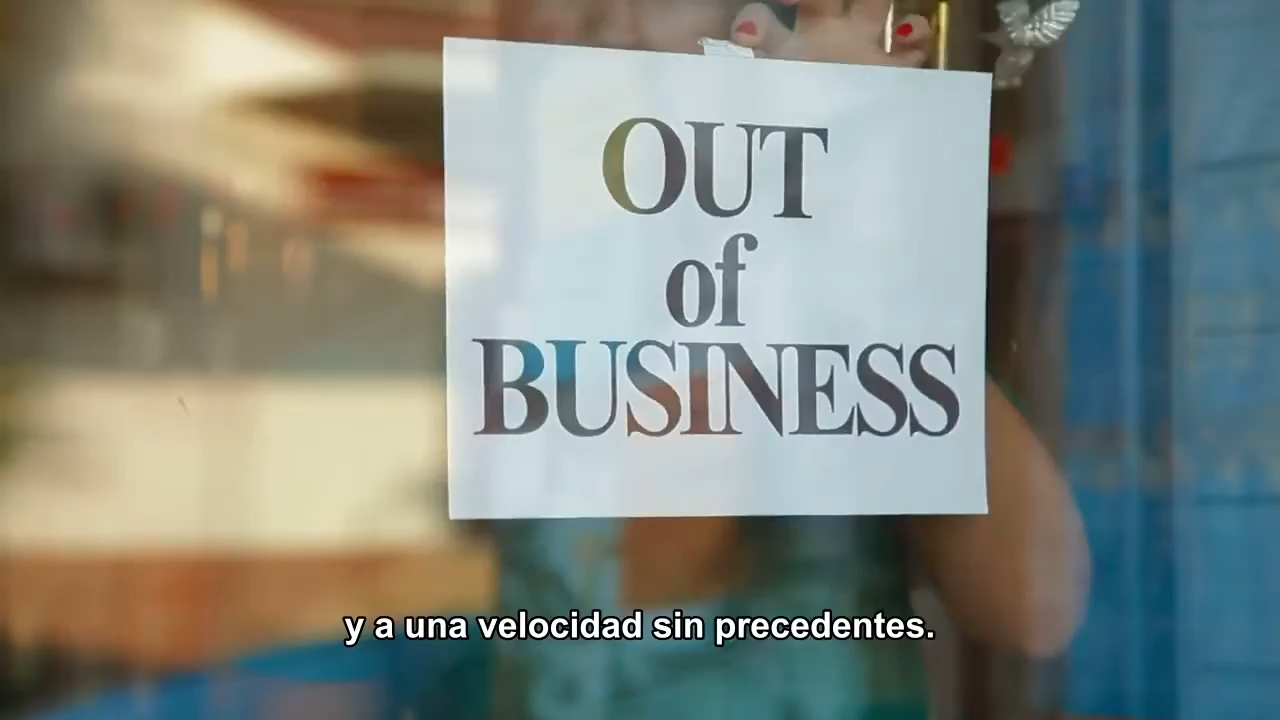 OUT
of
BUSINESS
y a una velocidad sin precedentes.